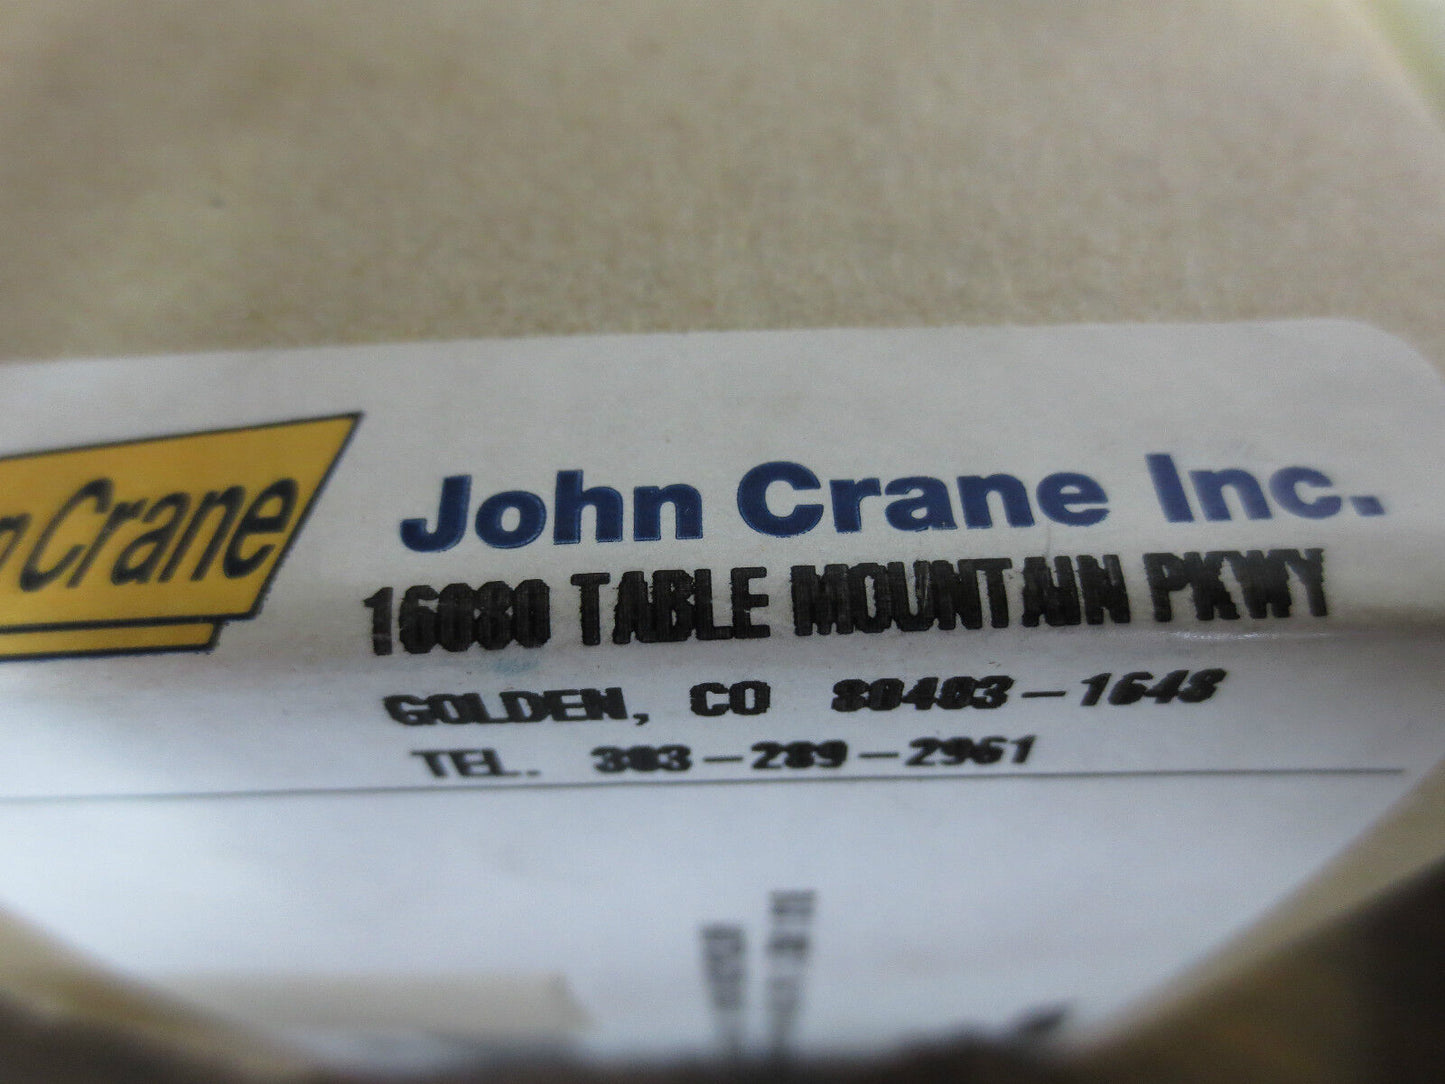 n Crane
John Crane Inc.
16080 TABLE MOUNTAIN PKWY
GOLDEN, CO 80403-1648
TEL. 303-289-2961